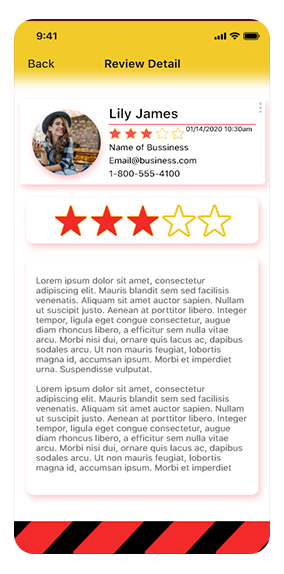 9:41
Back
Review Detail
Lily James
01/14/2020 10:30am
Name of Bussiness
Email@business.com
1-800-555-4100
Lorem ipsum dolor sit amet, consectetur
adipiscing elit. Mauris blandit sem sed facilisis
venenatis. Aliquam sit amet auctor sapien. Nullam
ut suscipit justo. Aenean at porttitor libero. Integer
tempor, ligula eget congue consectetur, augue
diam rhoncus libero, a efficitur sem nulla vitae
arcu. Morbi nisi dui, ornare quis lacus ac, dapibus
sodales arcu. Ut non mauris feugiat, lobortis
magna id, accumsan ipsum. Morbi et imperdiet
urna. Suspendisse vulputat.
Lorem ipsum dolor sit amet, consectetur
adipiscing elit. Mauris blandit sem sed facilisis
venenatis. Aliquam sit amet auctor sapien. Nullam
ut suscipit justo. Aenean at porttitor libero. Integer
tempor, ligula eget congue consectetur, augue
diam rhoncus libero, a efficitur sem nulla vitae
arcu. Morbi nisi dui, ornare quis lacus ac, dapibus
sodales arcu. Ut non mauris feugiat, lobortis
magna id, accumsan ipsum. Morbi et imperdiet